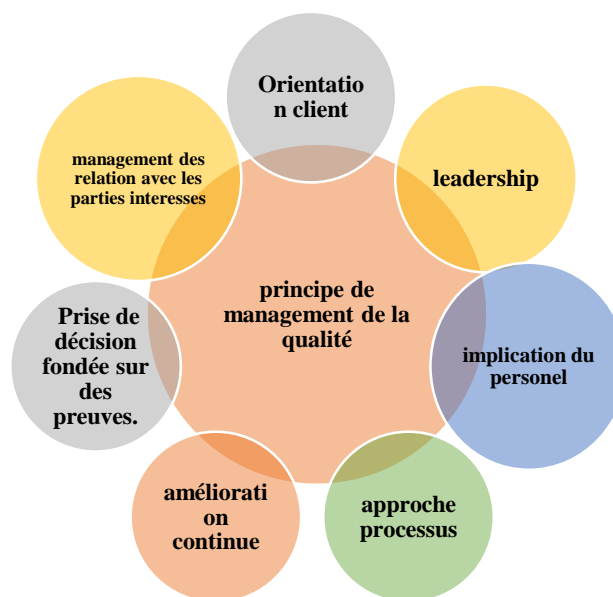 Orientatio
n client
leadership
implication du
personel
approche
processus
améliorati
on
continue
Prise de
décision
fondée sur
des
preuves.
management des
relation avec les
parties interesses
principe de
management de la
qualité